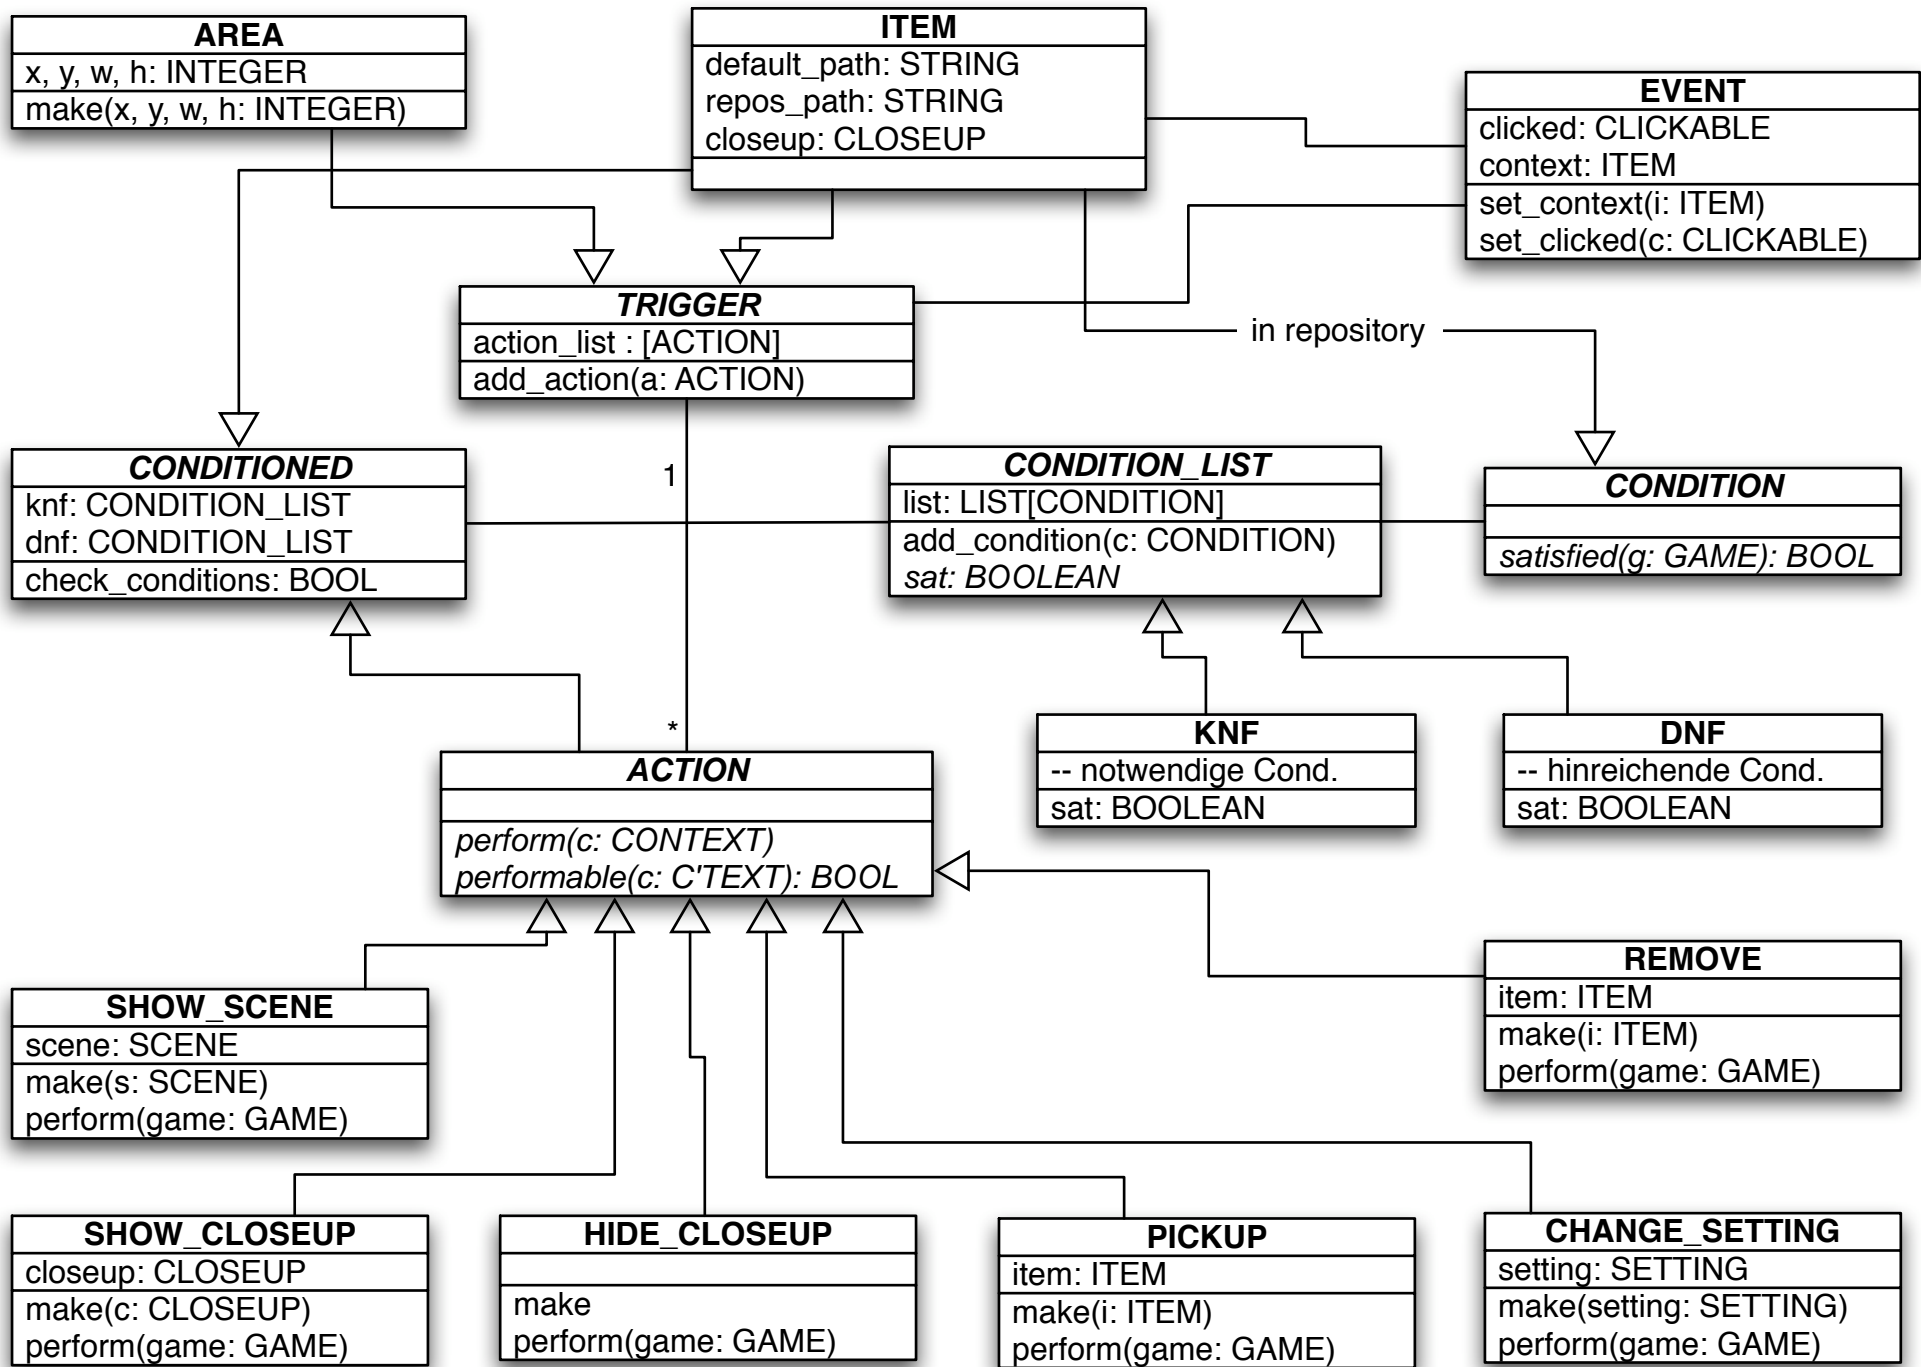 AREA
x, y, w, h: INTEGER
make(x, y, w, h: INTEGER)
ITEM
default_path: STRING
repos_path: STRING
closeup: CLOSEUP
EVENT
clicked: CLICKABLE
context: ITEM
set_context(i: ITEM)
set_clicked(c: CLICKABLE)
TRIGGER
action_list : [ACTION]
add_action(a: ACTION)
in repository
CONDITIONED
knf: CONDITION_LIST
dnf: CONDITION_LIST
check_conditions: BOOL
1
CONDITION_LIST
list: LIST[CONDITION]
add_condition(c: CONDITION)
sat: BOOLEAN
CONDITION
satisfied(g: GAME): BOOL
*
KNF
-- notwendige Cond.
sat: BOOLEAN
DNF
-- hinreichende Cond.
sat: BOOLEAN
ACTION
perform(c: CONTEXT)
performable(c: C'TEXT): BOOL
REMOVE
item: ITEM
make(i: ITEM)
perform(game: GAME)
SHOW_SCENE
scene: SCENE
make(s: SCENE)
perform(game: GAME)
SHOW_CLOSEUP
closeup: CLOSEUP
make(c: CLOSEUP)
perform(game: GAME)
HIDE_CLOSEUP
make
perform(game: GAME)
PICKUP
item: ITEM
make(i: ITEM)
perform(game: GAME)
CHANGE_SETTING
setting: SETTING
make(setting: SETTING)
perform(game: GAME)